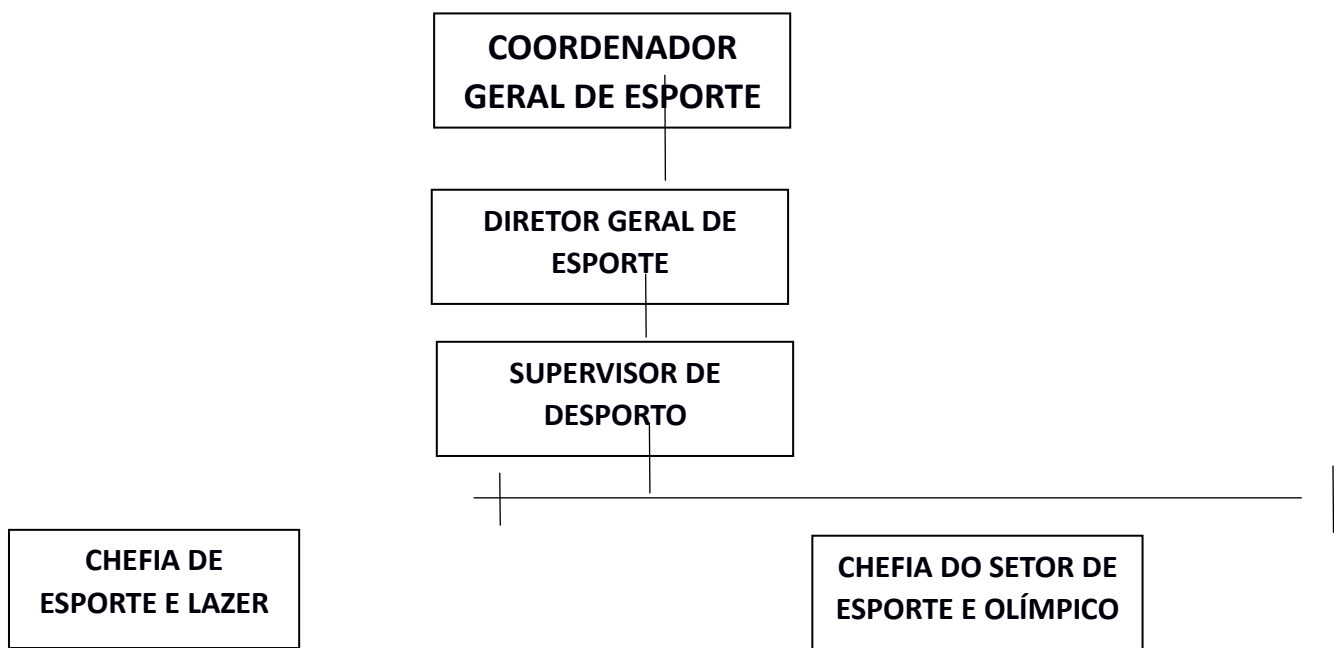 COORDENADOR
GERAL DE ESPORTE
DIRETOR GERAL DE
ESPORTE
SUPERVISOR DE
DESPORTO
CHEFIA DE
ESPORTE E LAZER
CHEFIA DO SETOR DE
ESPORTE E OLÍMPICO